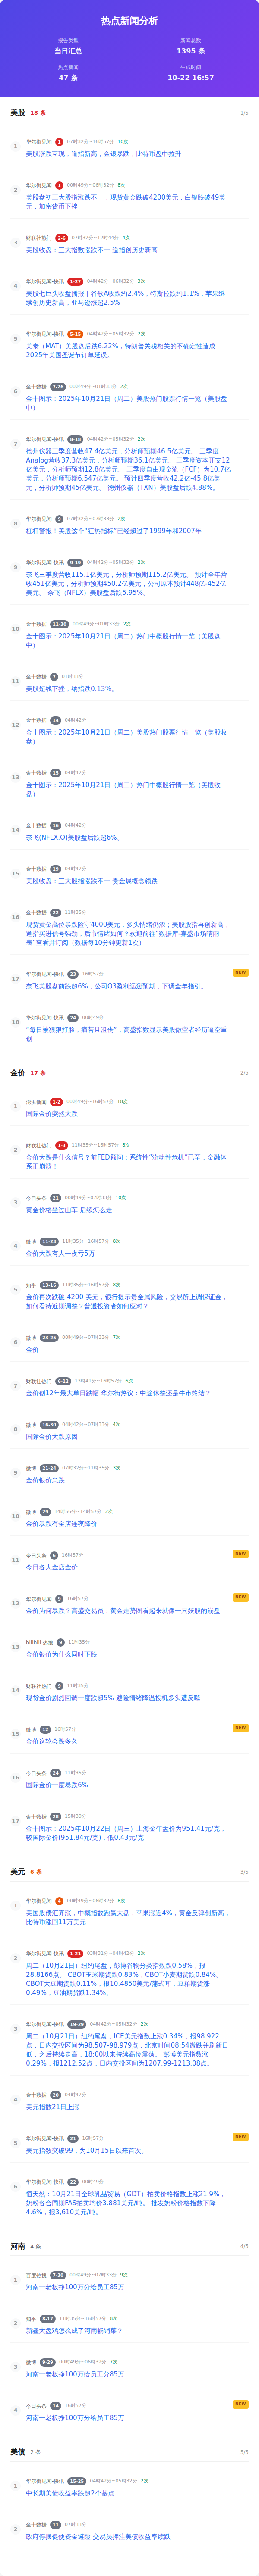 热点新闻分析
报告类型
新闻总数
当日汇总
1395 条
热点新闻
生成时间
47 条
10-22 16:57
美股 18 条
1/5
1
华尔街见闻 1 07时32分~16时57分 10次
美股涨跌互现，道指新高，金银暴跌，比特币盘中拉升
2
华尔街见闻 1 00时49分~06时32分 8次
美股盘初三大股指涨跌不一，现货黄金跌破4200美元，白银跌破49美
元，加密货币下挫
3
财联社热门 2-6 07时32分~12时44分 4次
美股收盘：三大指数涨跌不一 道指创历史新高
4
华尔街见闻·快讯 1-27 04时42分~06时32分 3次
美股七巨头收盘播报｜谷歌A收跌约2.4%，特斯拉跌约1.1%，苹果继
续创历史新高，亚马逊涨超2.5%
5
华尔街见闻·快讯 5-15 04时42分~05时32分 2次
美泰（MAT）美股盘后跌6.22%，特朗普关税相关的不确定性造成
2025年美国圣诞节订单延误。
6
金十数据 7-26 00时49分~01时33分 2次
金十图示：2025年10月21日（周二）美股热门股票行情一览（美股盘
中）
7
华尔街见闻·快讯 8-18 04时42分~05时32分 2次
德州仪器三季度营收47.4亿美元，分析师预期46.5亿美元。 三季度
Analog营收37.3亿美元，分析师预期36.1亿美元。 三季度资本开支12
亿美元，分析师预期12.8亿美元。 三季度自由现金流（FCF）为10.7亿
美元，分析师预期6.547亿美元。 预计四季度营收42.2亿-45.8亿美
元，分析师预期45亿美元。 德州仪器（TXN）美股盘后跌4.88%。
8
华尔街见闻 9 07时32分~07时33分 2次
杠杆警报！美股这个“狂热指标”已经超过了1999年和2007年
9
华尔街见闻·快讯 9-19 04时42分~05时32分 2次
奈飞三季度营收115.1亿美元，分析师预期115.2亿美元。 预计全年营
收451亿美元，分析师预期450.2亿美元，公司原本预计448亿-452亿
美元。 奈飞（NFLX）美股盘后跌5.95%。
10
金十数据 11-30 00时49分~01时33分 2次
金十图示：2025年10月21日（周二）热门中概股行情一览（美股盘
中）
11
金十数据 7 01时33分
美股短线下挫，纳指跌0.13%。
12
金十数据 14 04时42分
金十图示：2025年10月21日（周二）美股热门股票行情一览（美股收
盘）
13
金十数据 15 04时42分
金十图示：2025年10月21日（周二）热门中概股行情一览（美股收
盘）
14
金十数据 16 04时42分
奈飞(NFLX.O)美股盘后跌超6%。
15
金十数据 19 04时42分
美股收盘：三大股指涨跌不一 贵金属概念领跌
16
金十数据 22 11时35分
现货黄金高位暴跌险守4000美元，多头情绪仍浓；美股股指再创新高，
道指买进信号强劲，后市情绪如何？欢迎前往“数据库-嘉盛市场晴雨
表”查看并订阅（数据每10分钟更新1次）
17
华尔街见闻·快讯 23 16时57分
NEW
奈飞美股盘前跌超6%，公司Q3盈利远逊预期，下调全年指引。
18
华尔街见闻·快讯 24 00时49分
“每日被狠狠打脸，痛苦且沮丧”，高盛指数显示美股做空者经历逼空重
创
金价 17 条
2/5
1
澎湃新闻 1-2 00时49分~16时57分 18次
国际金价突然大跌
2
财联社热门 1-3 11时35分~16时57分 8次
金价大跌是什么信号？前FED顾问：系统性“流动性危机”已至，金融体
系正崩溃！
3
今日头条 21 00时49分~07时33分 10次
黄金价格坐过山车 后续怎么走
4
微博 11-23 11时35分~16时57分 8次
金价大跌有人一夜亏5万
5
知乎 13-16 11时35分~16时57分 8次
金价再次跌破 4200 美元，银行提示贵金属风险，交易所上调保证金，
如何看待近期调整？普通投资者如何应对？
6
微博 23-25 00时49分~07时33分 7次
金价
7
财联社热门 6-12 13时41分~16时57分 6次
金价创12年最大单日跌幅 华尔街热议：中途休整还是牛市终结？
8
微博 16-30 04时42分~07时33分 4次
国际金价大跌原因
9
微博 21-26 07时32分~11时35分 3次
金价银价急跌
10
微博 29 14时56分~14时57分 2次
金价暴跌有金店连夜降价
11
今日头条 6 16时57分
NEW
今日各大金店金价
12
华尔街见闻 9 16时57分
NEW
金价为何暴跌？高盛交易员：黄金走势图看起来就像一只妖股的崩盘
13
bilibili 热搜 9 11时35分
金价银价为什么同时下跌
14
财联社热门 9 11时35分
现货金价剧烈回调一度跌超5% 避险情绪降温投机多头遭反噬
15
微博 12 16时57分
NEW
金价这轮会跌多久
16
今日头条 24 11时35分
国际金价一度暴跌6%
17
金十数据 28 15时39分
金十图示：2025年10月22日（周三）上海金午盘价为951.41元/克，
较国际金价(951.84元/克)，低0.43元/克
美元 6 条
3/5
1
华尔街见闻 4 00时49分~06时32分 8次
美国股债汇齐涨，中概指数跑赢大盘，苹果涨近4%，黄金反弹创新高，
比特币涨回11万美元
2
华尔街见闻·快讯 1-21 03时31分~04时42分 2次
周二（10月21日）纽约尾盘，彭博谷物分类指数跌0.58%，报
28.8166点。 CBOT玉米期货跌0.83%，CBOT小麦期货跌0.84%。
CBOT大豆期货跌0.11%，报10.4850美元/蒲式耳，豆粕期货涨
0.49%，豆油期货跌1.34%。
3
华尔街见闻·快讯 19-29 04时42分~05时32分 2次
周二（10月21日）纽约尾盘，ICE美元指数上涨0.34%，报98.922
点，日内交投区间为98.507-98.979点，北京时间08:54微跌并刷新日
低，之后持续走高，18:00以来持续高位震荡。 彭博美元指数涨
0.29%，报1212.52点，日内交投区间为1207.99-1213.08点。
4
金十数据 20 04时42分
美元指数21日上涨
5
华尔街见闻·快讯 21 16时57分
NEW
美元指数突破99，为10月15日以来首次。
6
华尔街见闻·快讯 22 00时49分
恒天然：10月21日全球乳品贸易（GDT）拍卖价格指数上涨21.9%，
奶粉各合同期FAS拍卖均价3.881美元/吨。 批发奶粉价格指数下降
4.6%，报3,610美元/吨。
河南 4 条
4/5
1
百度热搜 7-30 00时49分~07时33分 9次
河南一老板挣100万分给员工85万
2
知乎 8-17 11时35分~16时57分 8次
新疆大盘鸡怎么成了河南畅销菜？
3
微博 9-29 00时49分~06时32分 7次
河南一老板挣100万给员工分85万
4
今日头条 14 16时57分
NEW
河南一老板挣100万分给员工85万
美债 2 条
5/5
1
华尔街见闻·快讯 15-25 04时42分~05时32分 2次
中长期美债收益率跌超2个基点
2
金十数据 11 07时33分
政府停摆促使资金避险 交易员押注美债收益率续跌